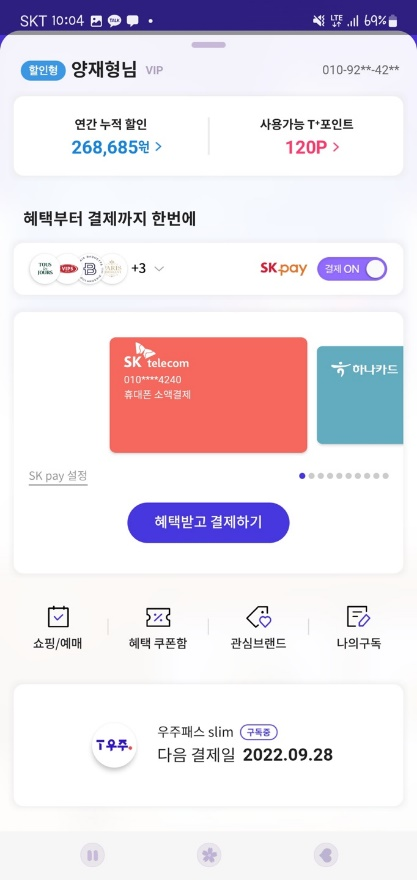 SKT 10:04 LTE 69%
할인형 양재형님 VIP 010-92**-42**
연간 누적 할인 사용가능 T+포인트
268,685원 > 120P >
혜택부터 결제까지 한번에
TOUS les JOURS VIPS B PARIS +3 SK pay 결제 ON
SK telecom
010****4240
휴대폰 소액결제
하나카드
SK pay 설정
혜택받고 결제하기
쇼핑/예매 혜택 쿠폰함 관심브랜드 나의구독
T우주 우주패스 slim 구독중
다음 결제일 2022.09.28